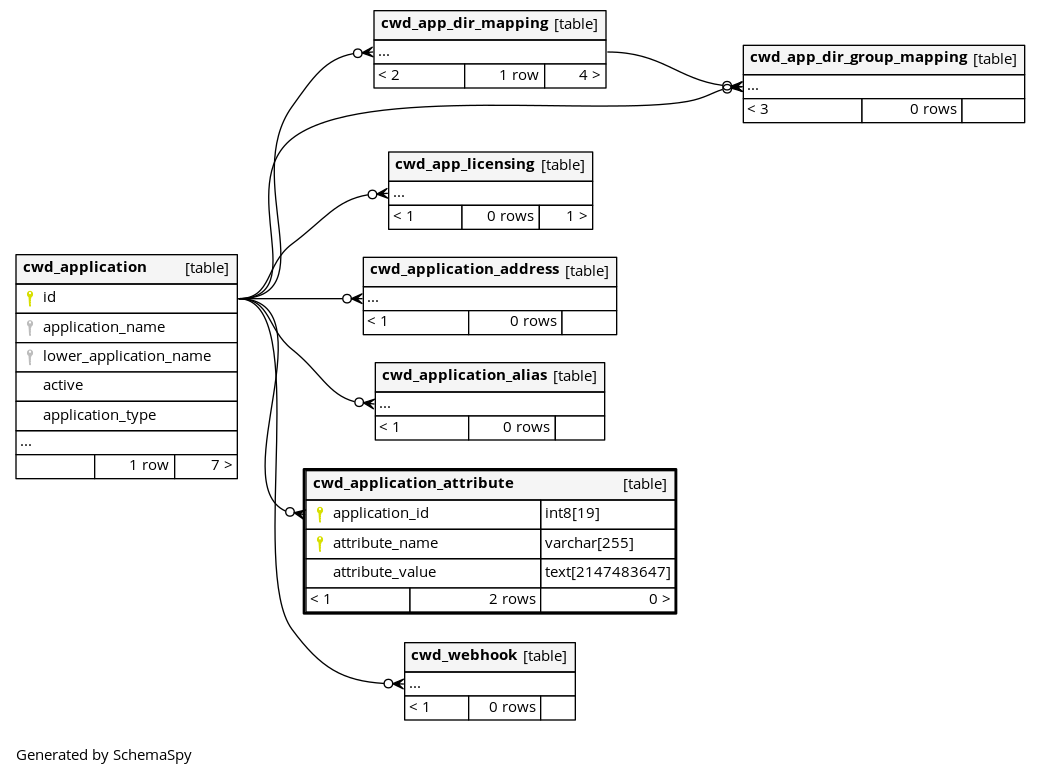 cwd_app_dir_mapping [table]
...
< 2 1 row 4 >
cwd_app_dir_group_mapping [table]
...
< 3 0 rows
cwd_app_licensing [table]
...
< 1 0 rows 1 >
cwd_application [table]
id
application_name
lower_application_name
active
application_type
...
1 row 7 >
cwd_application_address [table]
...
< 1 0 rows
cwd_application_alias [table]
...
< 1 0 rows
cwd_application_attribute [table]
application_id int8[19]
attribute_name varchar[255]
attribute_value text[2147483647]
< 1 2 rows 0 >
cwd_webhook [table]
...
< 1 0 rows
Generated by SchemaSpy